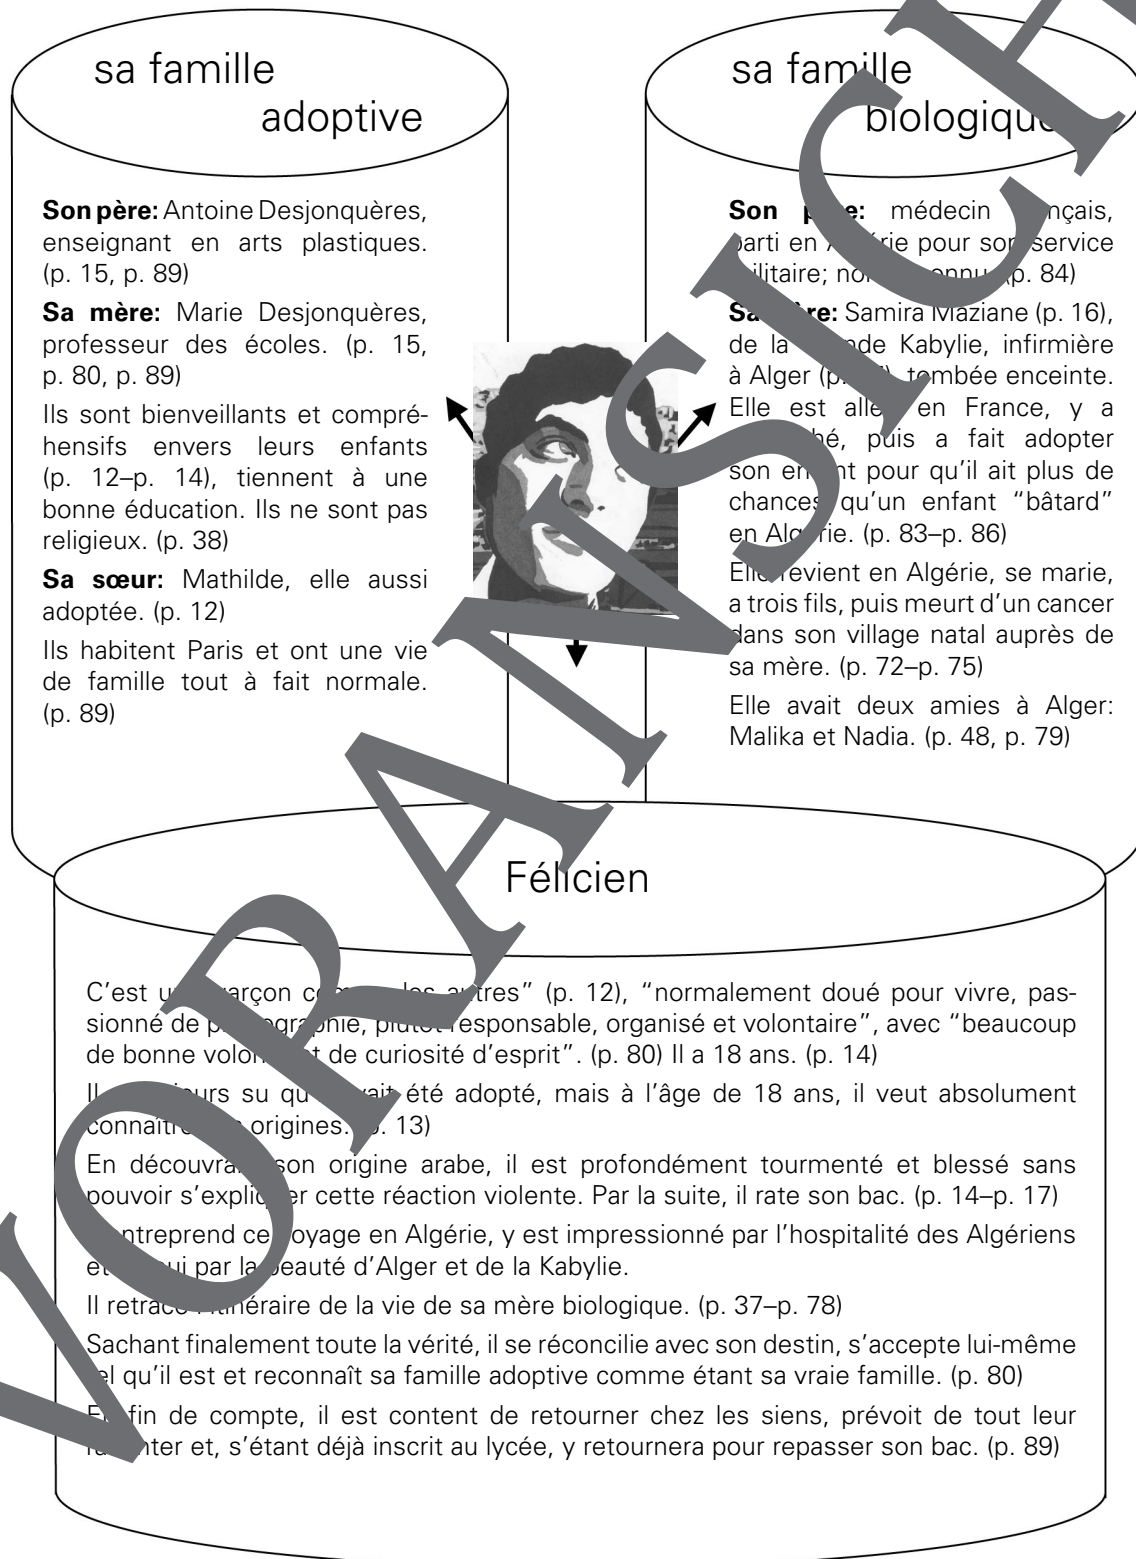 sa famille
adoptive
Son père: Antoine Desjonquères,
enseignant en arts plastiques.
(p. 15, p. 89)
Sa mère: Marie Desjonquères,
professeur des écoles. (p. 15,
p. 80, p. 89)
Ils sont bienveillants et compré-
hensifs envers leurs enfants
(p. 12–p. 14), tiennent à une
bonne éducation. Ils ne sont pas
religieux. (p. 38)
Sa sœur: Mathilde, elle aussi
adoptée. (p. 12)
Ils habitent Paris et ont une vie
de famille tout à fait normale.
(p. 89)
sa famille
biologique
Son père: médecin français,
parti en Algérie pour son service
militaire; (p. 84)
Sa mère: Samira Maziane (p. 16),
de la Kabylie, infirmière
à Alger tombée enceinte.
Elle est en France, y a
puis a fait adopter
son enfant pour qu'il ait plus de
chances qu'un enfant “bâtard”
en Algérie. (p. 83–p. 86)
Elle revient en Algérie, se marie,
a trois fils, puis meurt d'un cancer
dans son village natal auprès de
sa mère. (p. 72–p. 75)
Elle avait deux amies à Alger:
Malika et Nadia. (p. 48, p. 79)
Félicien
C'est garçon les autres” (p. 12), “normalement doué pour vivre, pas-
sionné de photographie, plutôt responsable, organisé et volontaire”, avec “beaucoup
de bonne volonté et de curiosité d'esprit”. (p. 80) Il a 18 ans. (p. 14)
Il toujours su qu'il avait été adopté, mais à l'âge de 18 ans, il veut absolument
connaître origines. (p. 13)
En découvrant son origine arabe, il est profondément tourmenté et blessé sans
pouvoir s'expliquer cette réaction violente. Par la suite, il rate son bac. (p. 14–p. 17)
entreprend ce voyage en Algérie, y est impressionné par l'hospitalité des Algériens
et par la beauté d'Alger et de la Kabylie.
Il retrace l'itinéraire de la vie de sa mère biologique. (p. 37–p. 78)
Sachant finalement toute la vérité, il se réconcilie avec son destin, s'accepte lui-même
tel qu'il est et reconnaît sa famille adoptive comme étant sa vraie famille. (p. 80)
En fin de compte, il est content de retourner chez les siens, prévoit de tout leur
raconter et, s'étant déjà inscrit au lycée, y retournera pour repasser son bac. (p. 89)
VORANSICHT